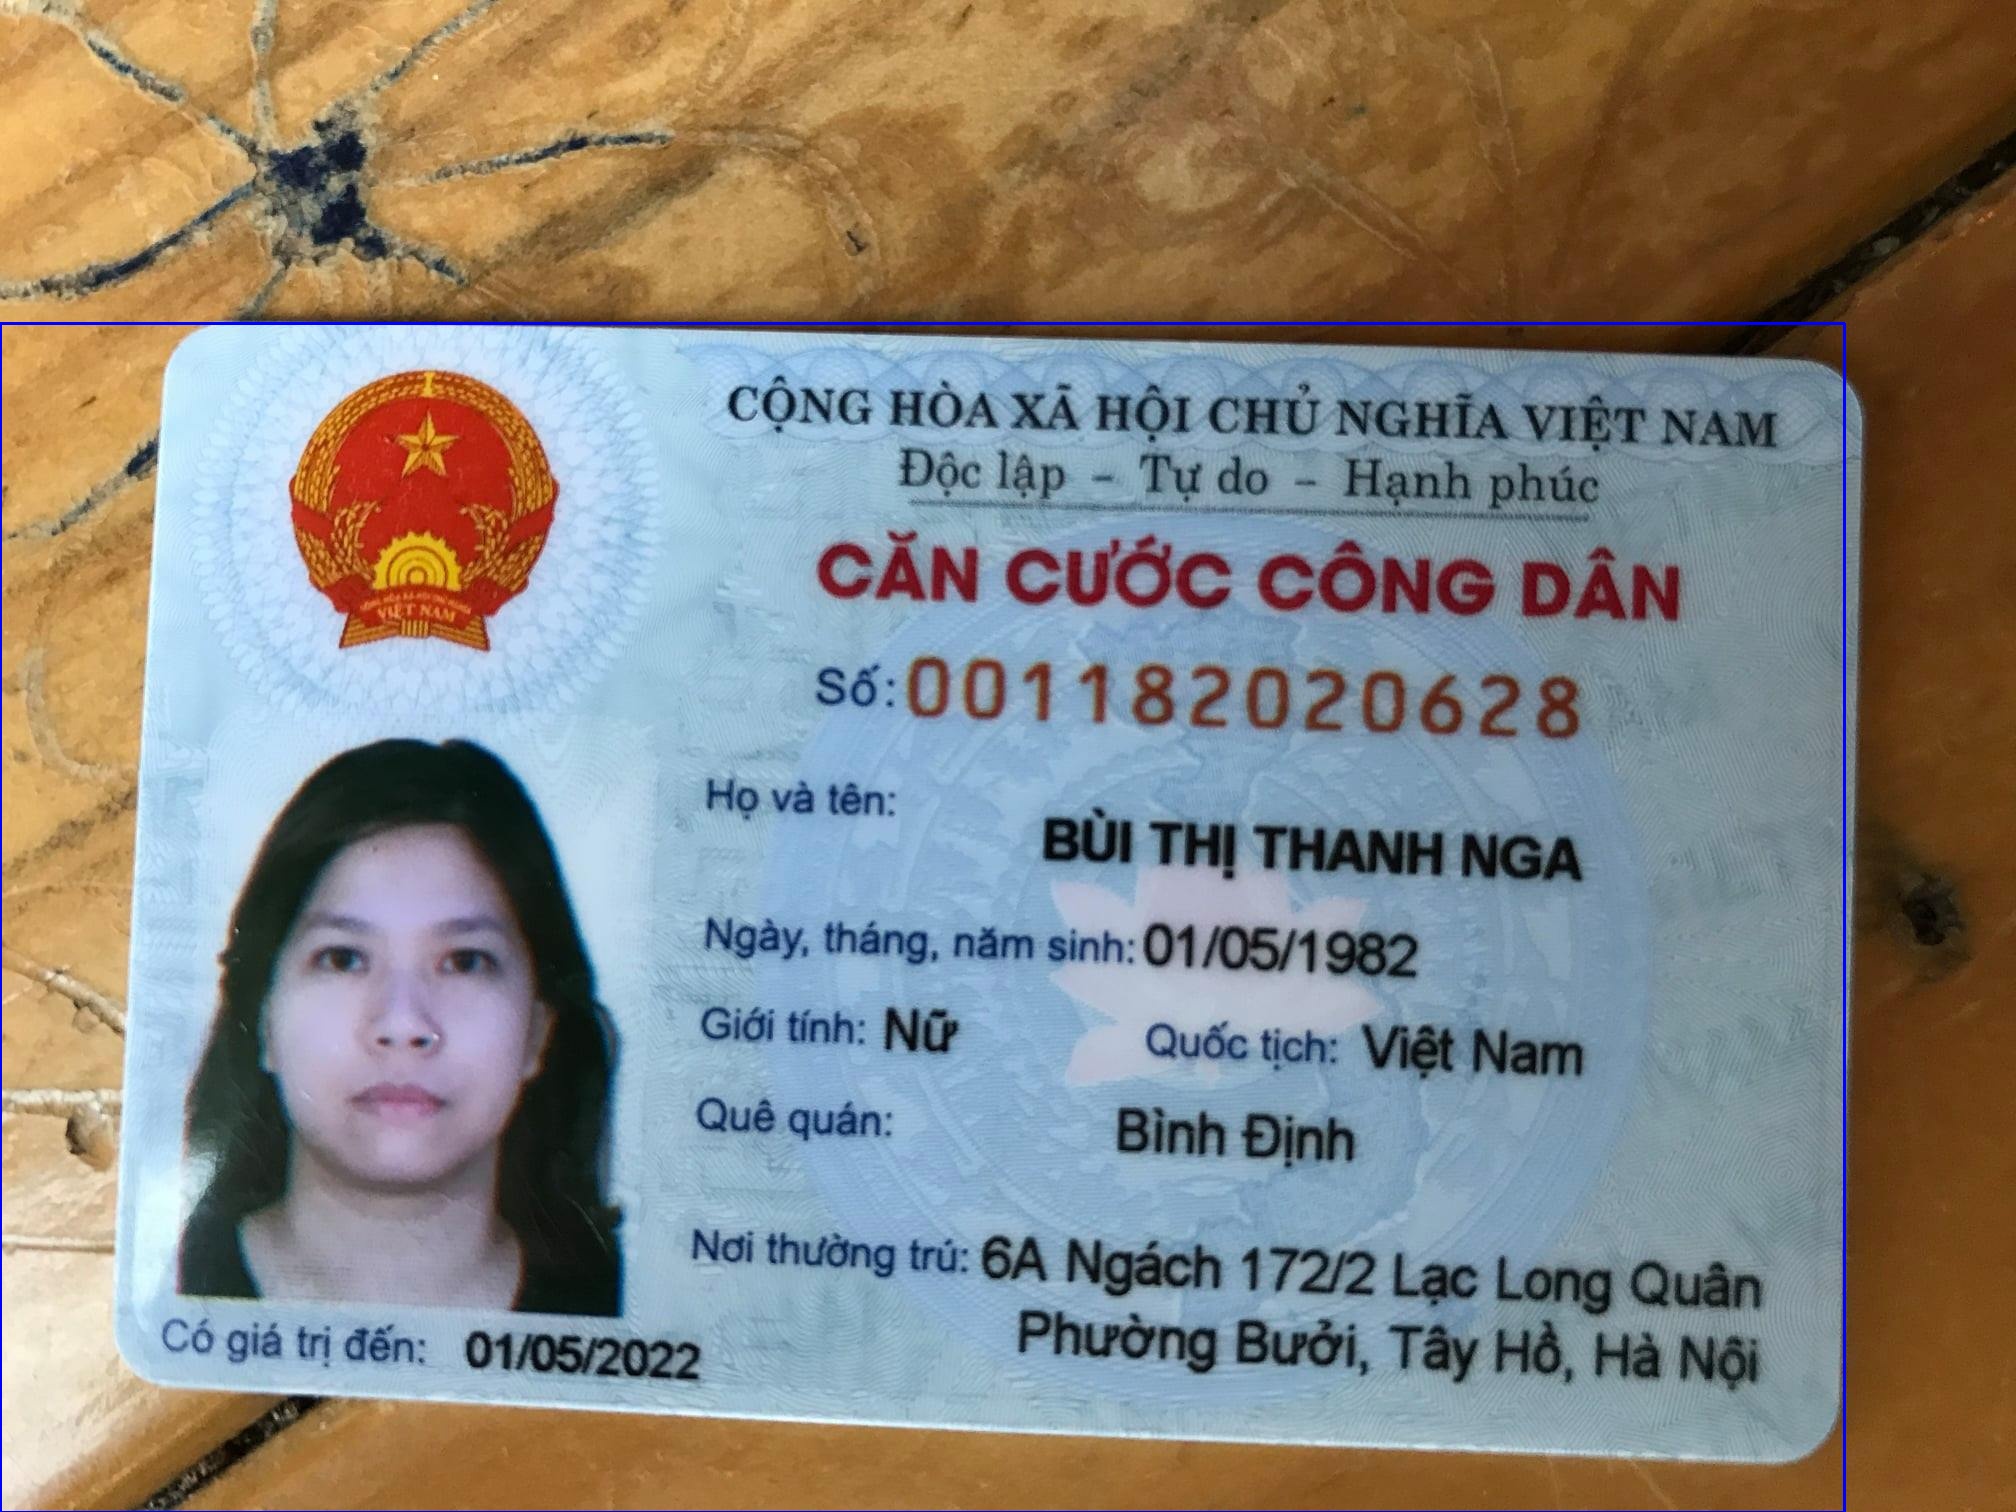 CỘNG HÒA XÃ HỘI CHỦ NGHĨA VIỆT NAM
Độc lập - Tự do - Hạnh phúc
CĂN CƯỚC CÔNG DÂN
Số: 001182020628
Họ và tên:
BÙI THỊ THANH NGA
Ngày, tháng, năm sinh: 01/05/1982
Giới tính: Nữ Quốc tịch: Việt Nam
Quê quán:
Bình Định
Nơi thường trú: 6A Ngách 172/2 Lạc Long Quân
Phường Bưởi, Tây Hồ, Hà Nội
Có giá trị đến: 01/05/2022
VIỆT NAM